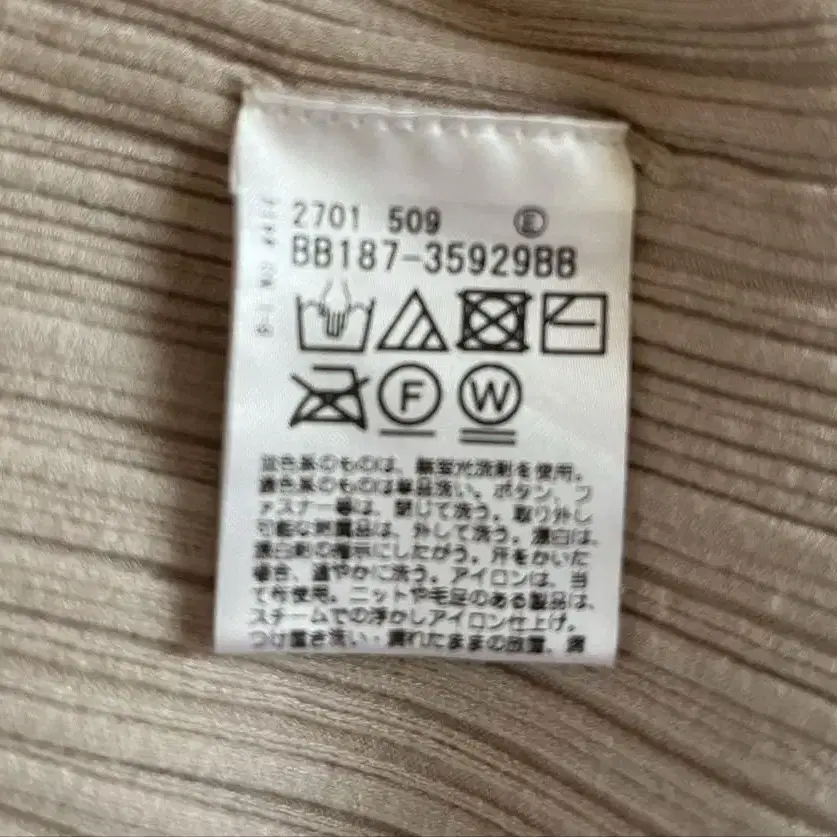 2701 509 Ⓔ
BB187-35929BB
F W
淡色系のものは、無蛍光洗剤を使用。
濃色系のものは単品洗い。ボタン、フ
ァスナー等は、閉じて洗う。取り外し
可能な附属品は、外して洗う。漂白は、
漂白剤の指示にしたがう。汗をかいた
場合、速やかに洗う。アイロンは、当
て布使用。ニットや毛足のある製品は、
スチームでの浮かしアイロン仕上げ。
つけ置き洗い・濡れたままの放置、